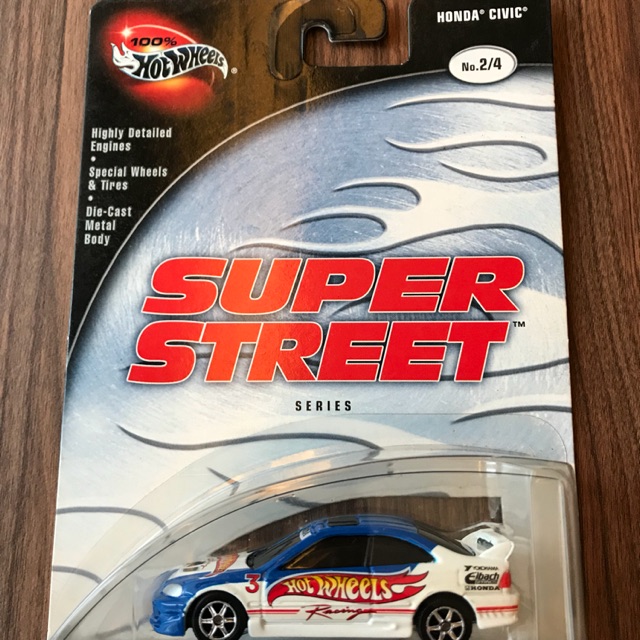 100%
Hot Wheels®
HONDA® CIVIC®
No.2/4
Highly Detailed
Engines
•
Special Wheels
& Tires
•
Die-Cast
Metal
Body
SUPER
STREET™
SERIES
3
HOT WHEELS
Racing
YOKOHAMA
Eibach
HONDA